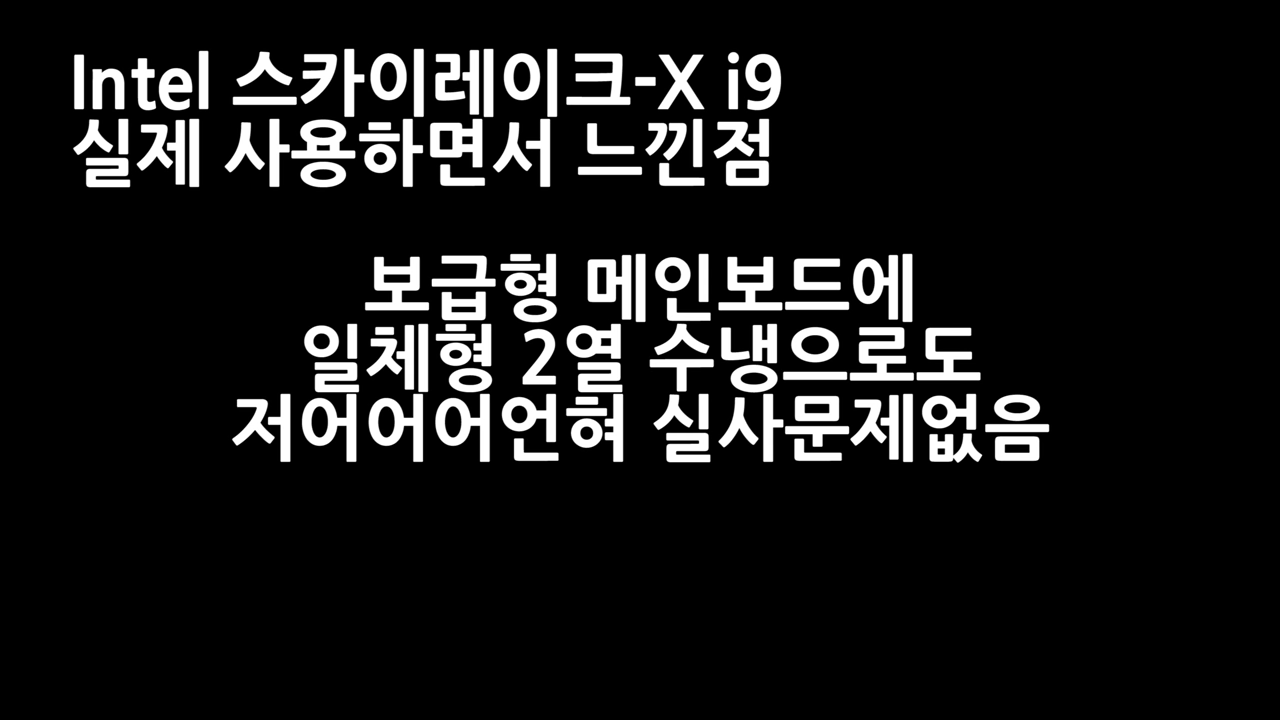 Intel 스카이레이크-X i9
실제 사용하면서 느낀점
보급형 메인보드에
일체형 2열 수냉으로도
저어어어언혀 실사문제없음